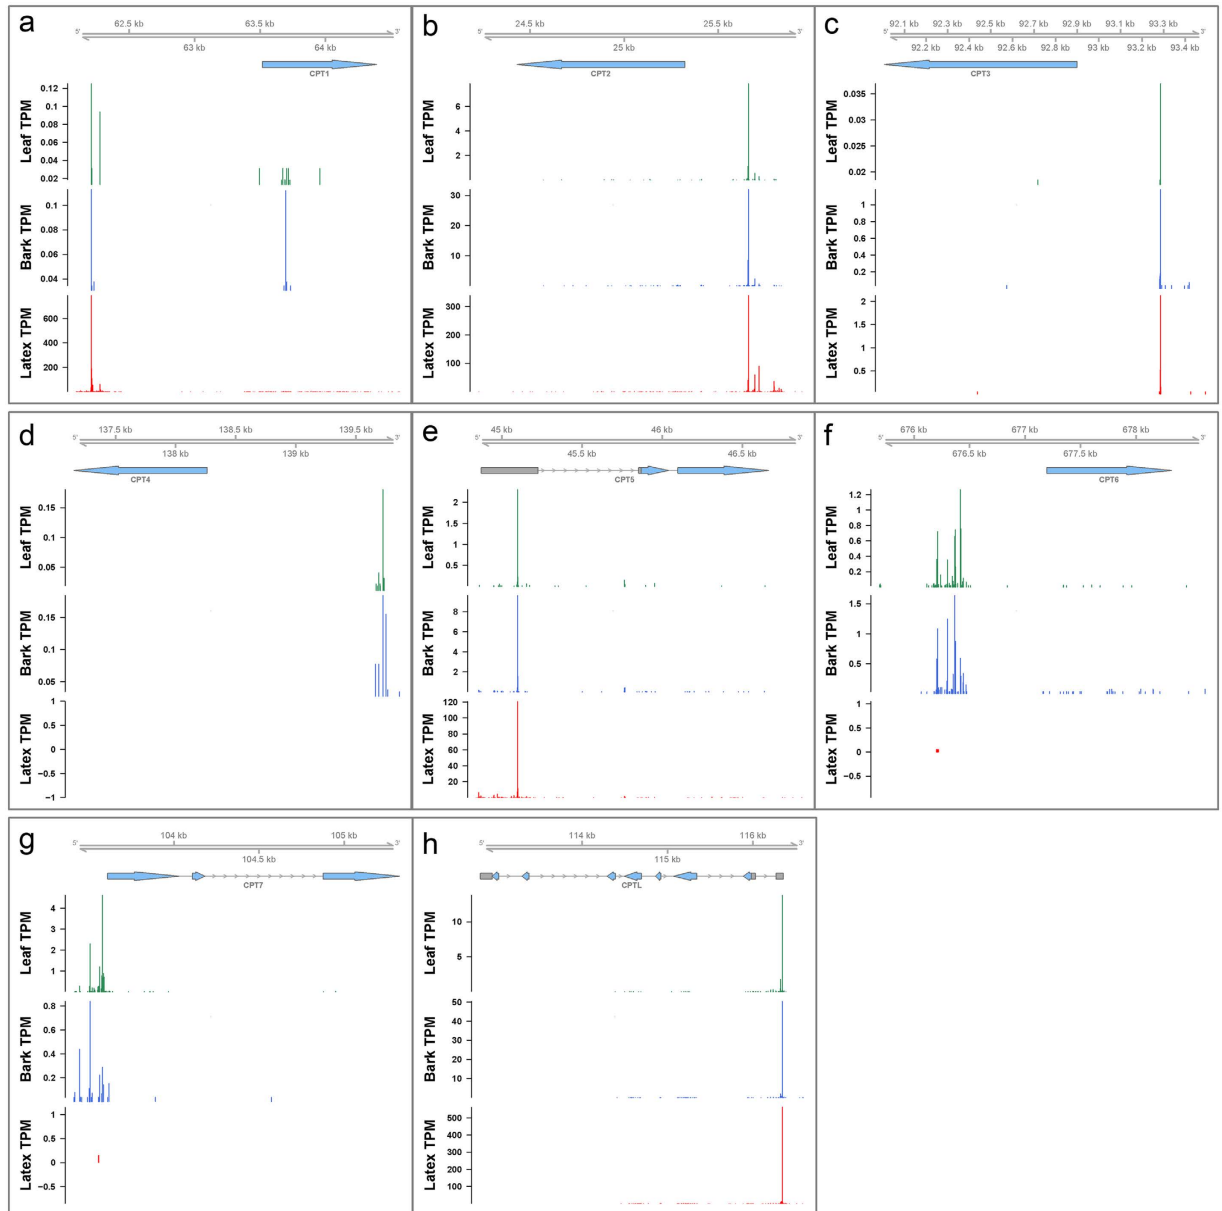 a
62.5 kb 63.5 kb
5' 3'
63 kb 64 kb
CPT1
Leaf TPM
0.12
0.1
0.08
0.06
0.04
0.02
Bark TPM
0.1
0.08
0.06
0.04
Latex TPM
600
400
200
b
24.5 kb 25.5 kb
5' 3'
25 kb
CPT2
Leaf TPM
6
4
2
Bark TPM
30
20
10
Latex TPM
300
200
100
c
92.1 kb 92.3 kb 92.5 kb 92.7 kb 92.9 kb 93.1 kb 93.3 kb
5' 3'
92.2 kb 92.4 kb 92.6 kb 92.8 kb 93 kb 93.2 kb 93.4 kb
CPT3
Leaf TPM
0.035
0.03
0.025
0.02
Bark TPM
1
0.8
0.6
0.4
0.2
Latex TPM
2
1.5
1
0.5
d
137.5 kb 138.5 kb 139.5 kb
5' 3'
138 kb 139 kb
CPT4
Leaf TPM
0.15
0.1
0.05
Bark TPM
0.15
0.1
0.05
Latex TPM
1
0.5
0
−0.5
−1
e
45 kb 46 kb
5' 3'
45.5 kb 46.5 kb
CPT5
Leaf TPM
2
1.5
1
0.5
Bark TPM
8
6
4
2
Latex TPM
120
100
80
60
40
20
f
676 kb 677 kb 678 kb
5' 3'
676.5 kb 677.5 kb
CPT6
Leaf TPM
1.2
1
0.8
0.6
0.4
0.2
Bark TPM
1.5
1
0.5
Latex TPM
1
0.5
0
−0.5
g
104 kb 105 kb
5' 3'
104.5 kb
CPT7
Leaf TPM
4
3
2
1
Bark TPM
0.8
0.6
0.4
0.2
Latex TPM
1
0.5
0
−0.5
h
114 kb 116 kb
5' 3'
115 kb
CPTL
Leaf TPM
10
5
Bark TPM
50
40
30
20
10
Latex TPM
500
400
300
200
100